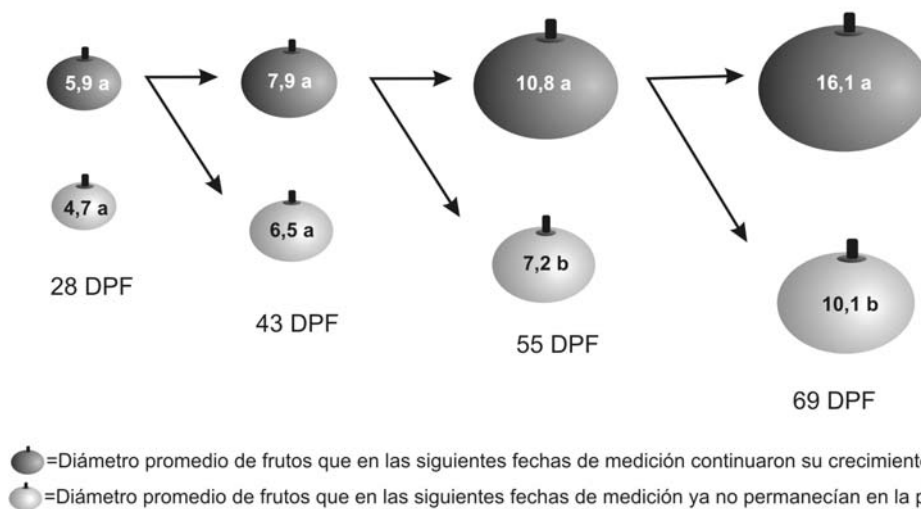 5,9 a
7,9 a
10,8 a
16,1 a
4,7 a
6,5 a
7,2 b
10,1 b
28 DPF
43 DPF
55 DPF
69 DPF
=Diámetro promedio de frutos que en las siguientes fechas de medición continuaron su
=Diámetro promedio de frutos que en las siguientes fechas de medición ya no permanecían en la